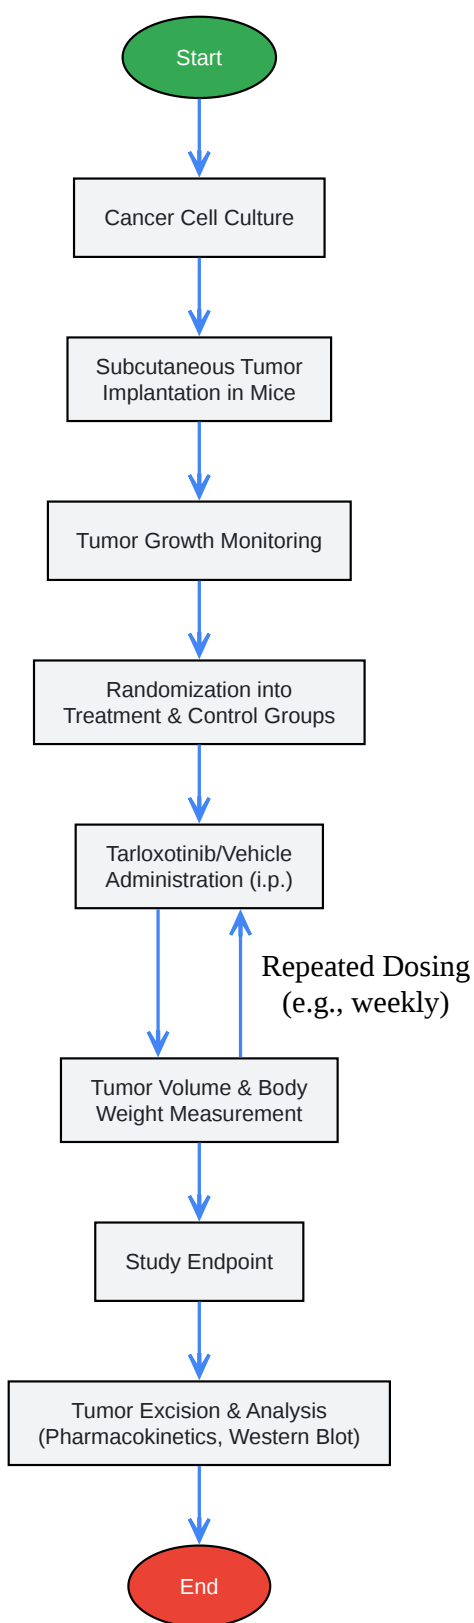 Start
Cancer Cell Culture
Subcutaneous Tumor
Implantation in Mice
Tumor Growth Monitoring
Randomization into
Treatment & Control Groups
Tarloxotinib/Vehicle
Administration (i.p.)
Repeated Dosing
(e.g., weekly)
Tumor Volume & Body
Weight Measurement
Study Endpoint
Tumor Excision & Analysis
(Pharmacokinetics, Western Blot)
End